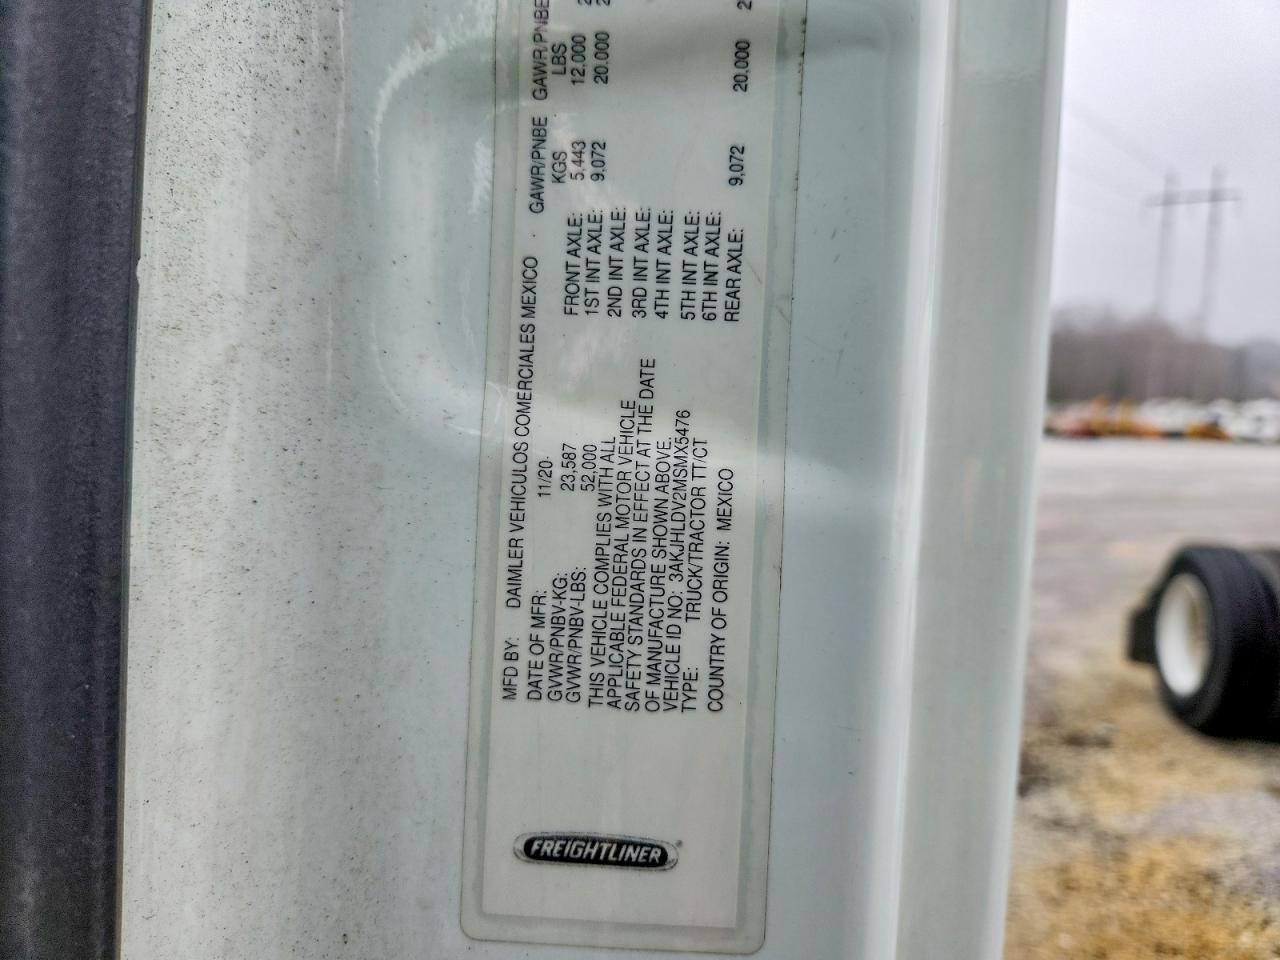 FREIGHTLINER
MFD BY: DAIMLER VEHICULOS COMERCIALES MEXICO
DATE OF MFR: 11/20
GVWR/PNBV-KG: 23,587
GVWR/PNBV-LBS: 52,000
THIS VEHICLE COMPLIES WITH ALL
APPLICABLE FEDERAL MOTOR VEHICLE
SAFETY STANDARDS IN EFFECT AT THE DATE
OF MANUFACTURE SHOWN ABOVE.
VEHICLE ID NO: 3AKJHLDV2MSMX5476
TYPE: TRUCK/TRACTOR TT/CT
COUNTRY OF ORIGIN: MEXICO
GAWR/PNBE GAWR/PNBE
KGS LBS
FRONT AXLE: 5,443 12,000
1ST INT AXLE: 9,072 20,000
2ND INT AXLE:
3RD INT AXLE:
4TH INT AXLE:
5TH INT AXLE:
6TH INT AXLE:
REAR AXLE: 9,072 20,000